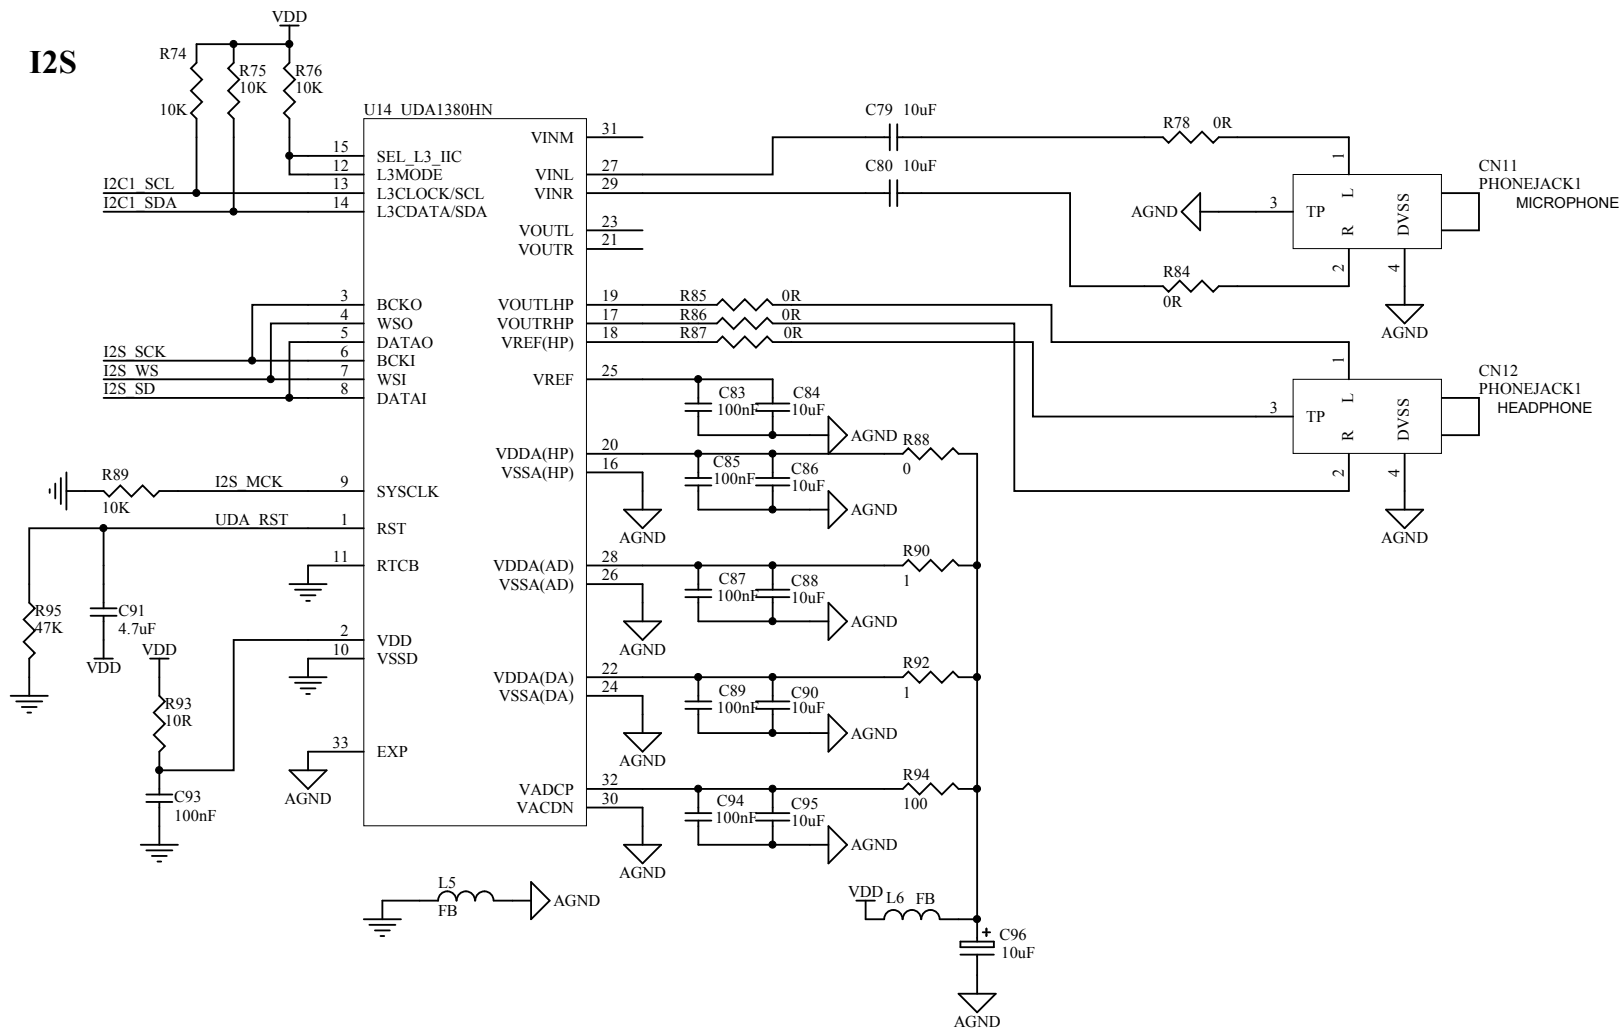 I2S
VDD
R74
10K
R75
10K
R76
10K
U14 UDA1380HN
15 SEL_L3_IIC
12 L3MODE
I2C1_SCL 13 L3CLOCK/SCL
I2C1_SDA 14 L3CDATA/SDA
3 BCKO
4 WSO
5 DATAO
I2S_SCK 6 BCKI
I2S_WS 7 WSI
I2S_SD 8 DATAI
R89
10K
I2S_MCK 9 SYSCLK
UDA_RST 1 RST
11 RTCB
R95
47K
C91
4.7uF
VDD
VDD
2 VDD
10 VSSD
R93
10R
33 EXP
AGND
C93
100nF
VINM 31
VINL 27
VINR 29
VOUTL 23
VOUTR 21
VOUTLHP 19 R85 0R
VOUTRHP 17 R86 0R
VREF(HP) 18 R87 0R
VREF 25
C83
100nF
C84
10uF
AGND
VDDA(HP) 20
VSSA(HP) 16
AGND
C85
100nF
C86
10uF
AGND
R88
0
VDDA(AD) 28
VSSA(AD) 26
AGND
C87
100nF
C88
10uF
AGND
R90
1
VDDA(DA) 22
VSSA(DA) 24
AGND
C89
100nF
C90
10uF
AGND
R92
1
VADCP 32
VACDN 30
AGND
C94
100nF
C95
10uF
AGND
R94
100
C79 10uF
C80 10uF
R78 0R
R84
0R
CN11
PHONEJACK1
MICROPHONE
1
AGND 3 TP L DVSS
R
2 4
AGND
CN12
PHONEJACK1
HEADPHONE
1
3 TP L DVSS
R
2 4
AGND
L5
FB
AGND
VDD L6 FB
+ C96
10uF
AGND